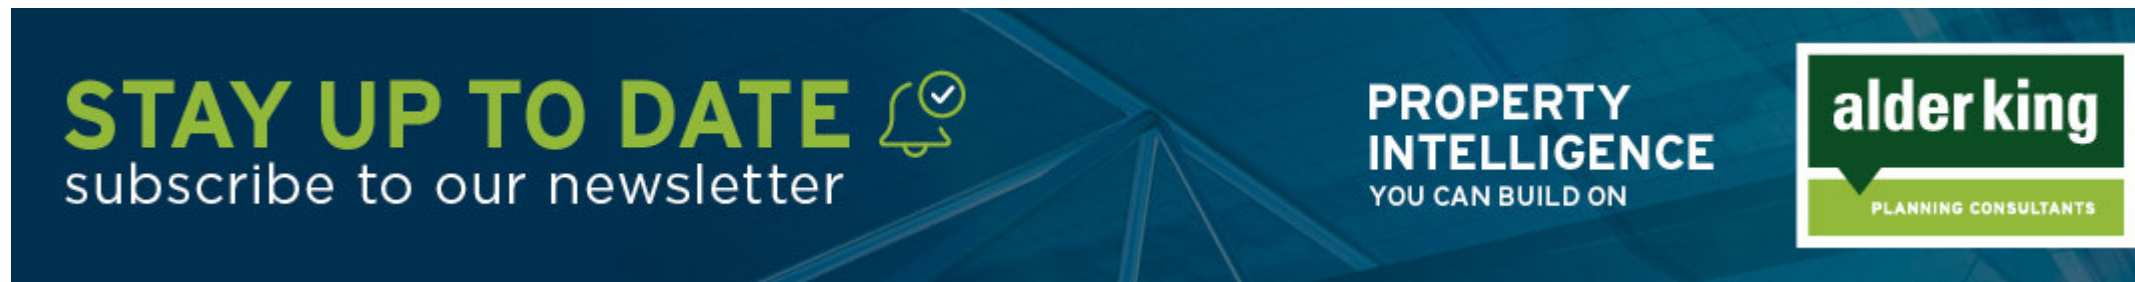 STAY UP TO DATE
subscribe to our newsletter
PROPERTY
INTELLIGENCE
YOU CAN BUILD ON
alder king
PLANNING CONSULTANTS